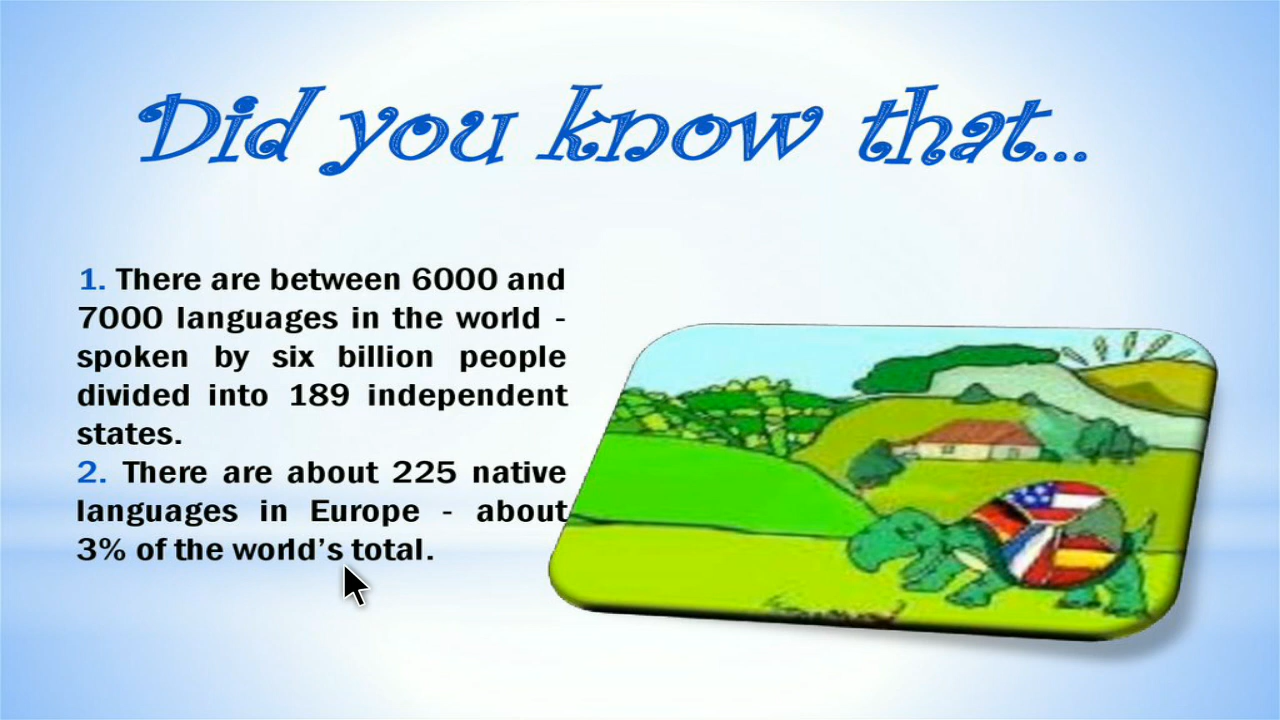 Did you know that...
1. There are between 6000 and
7000 languages in the world -
spoken by six billion people
divided into 189 independent
states.
2. There are about 225 native
languages in Europe - about
3% of the world’s total.